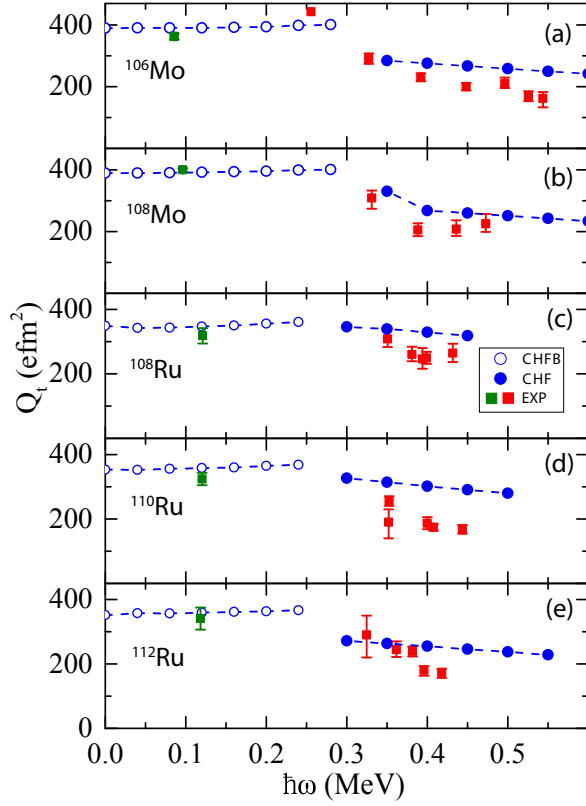 400
200
¹⁰⁶Mo
(a)
400
200
¹⁰⁸Mo
(b)
400
200
¹⁰⁸Ru
(c)
CHFB
CHF
EXP
Qₜ (efm²)
400
200
¹¹⁰Ru
(d)
400
200
0
¹¹²Ru
(e)
0.0 0.1 0.2 0.3 0.4 0.5
ħω (MeV)